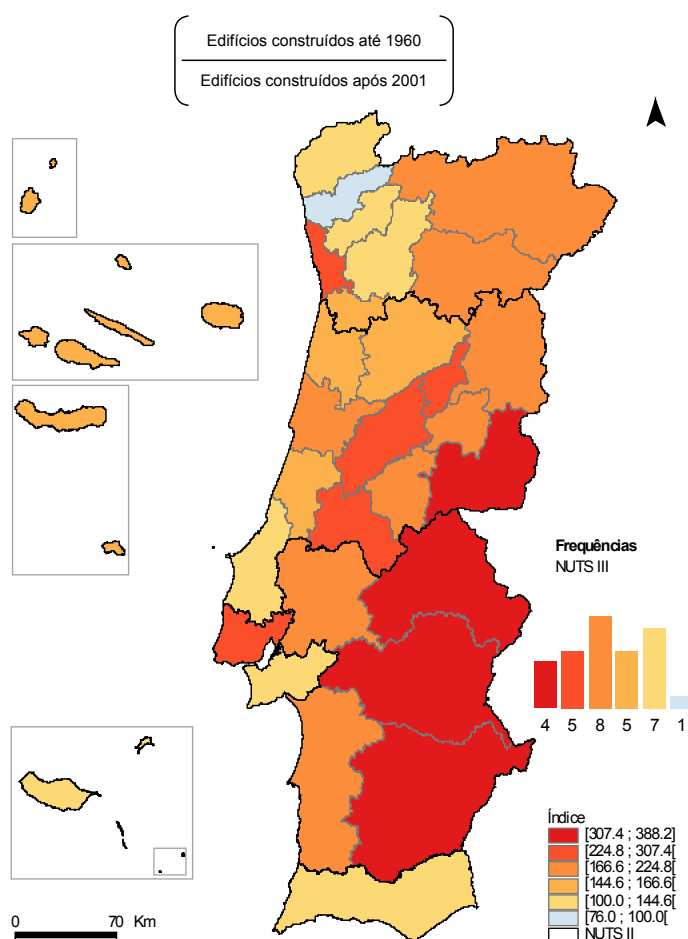 Edifícios construídos até 1960
Edifícios construídos após 2001
Frequências
NUTS III
4 5 8 5 7 1
Índice
[307.4 ; 388.2]
[224.8 ; 307.4[
[166.6 ; 224.8[
[144.6 ; 166.6[
[100.0 ; 144.6[
[76.0 ; 100.0[
NUTS II
0 70 Km